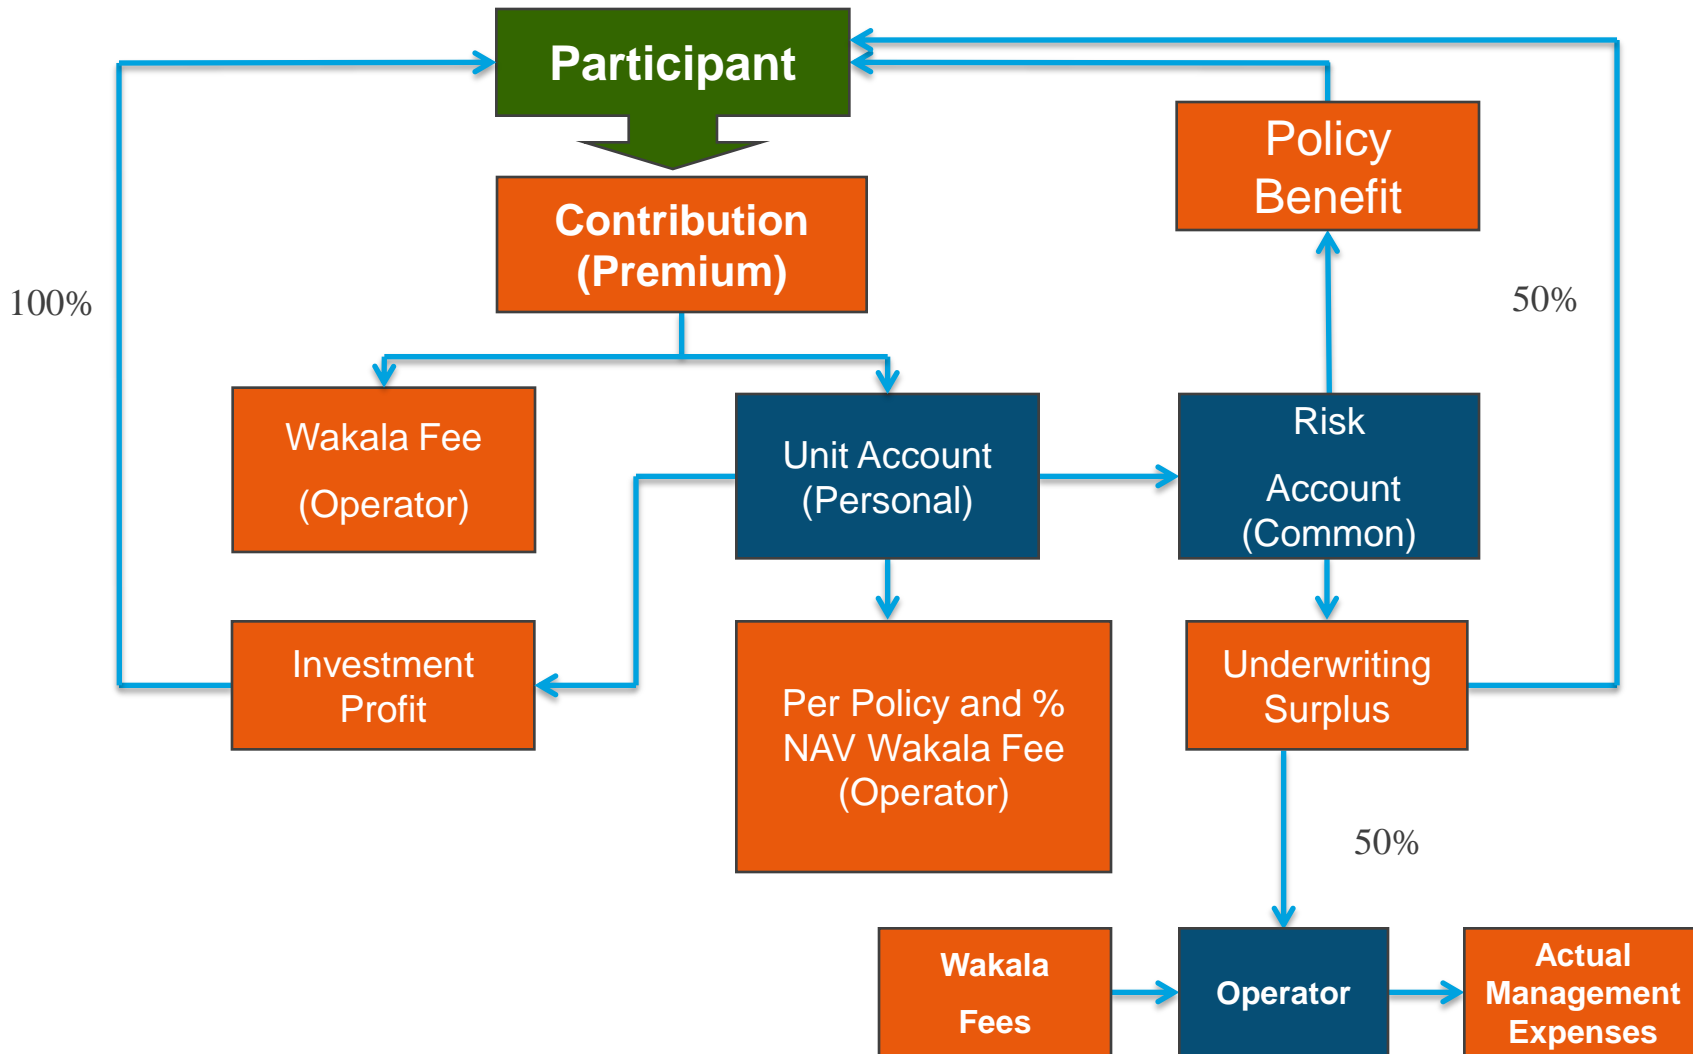 Participant
Policy
Benefit
Contribution
(Premium)
100%
50%
Wakala Fee
(Operator)
Unit Account
(Personal)
Risk
Account
(Common)
Investment
Profit
Per Policy and %
NAV Wakala Fee
(Operator)
Underwriting
Surplus
50%
Wakala
Fees
Operator
Actual
Management
Expenses